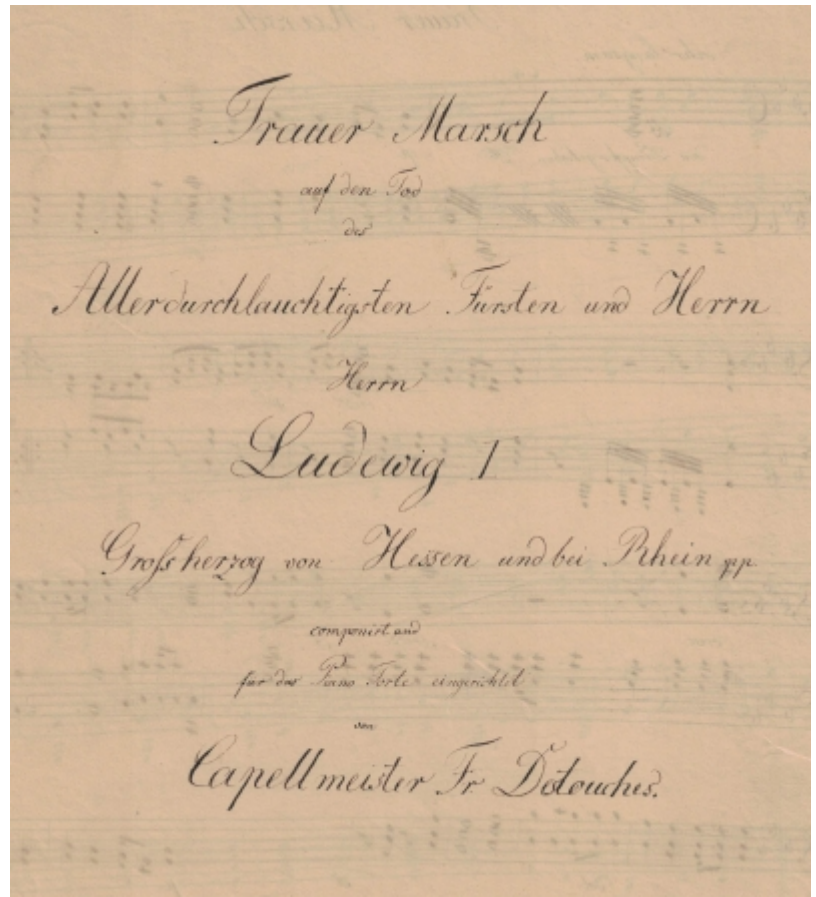 Trauer Marsch
auf den Tod
des
Allerdurchlauchtigsten Fürsten und Herrn
Herrn
Ludewig I
Grossherzog von Hessen und bei Rhein pp.
componirt und
für das Piano Forte eingerichtet
von
Capellmeister Fr. Detouches.